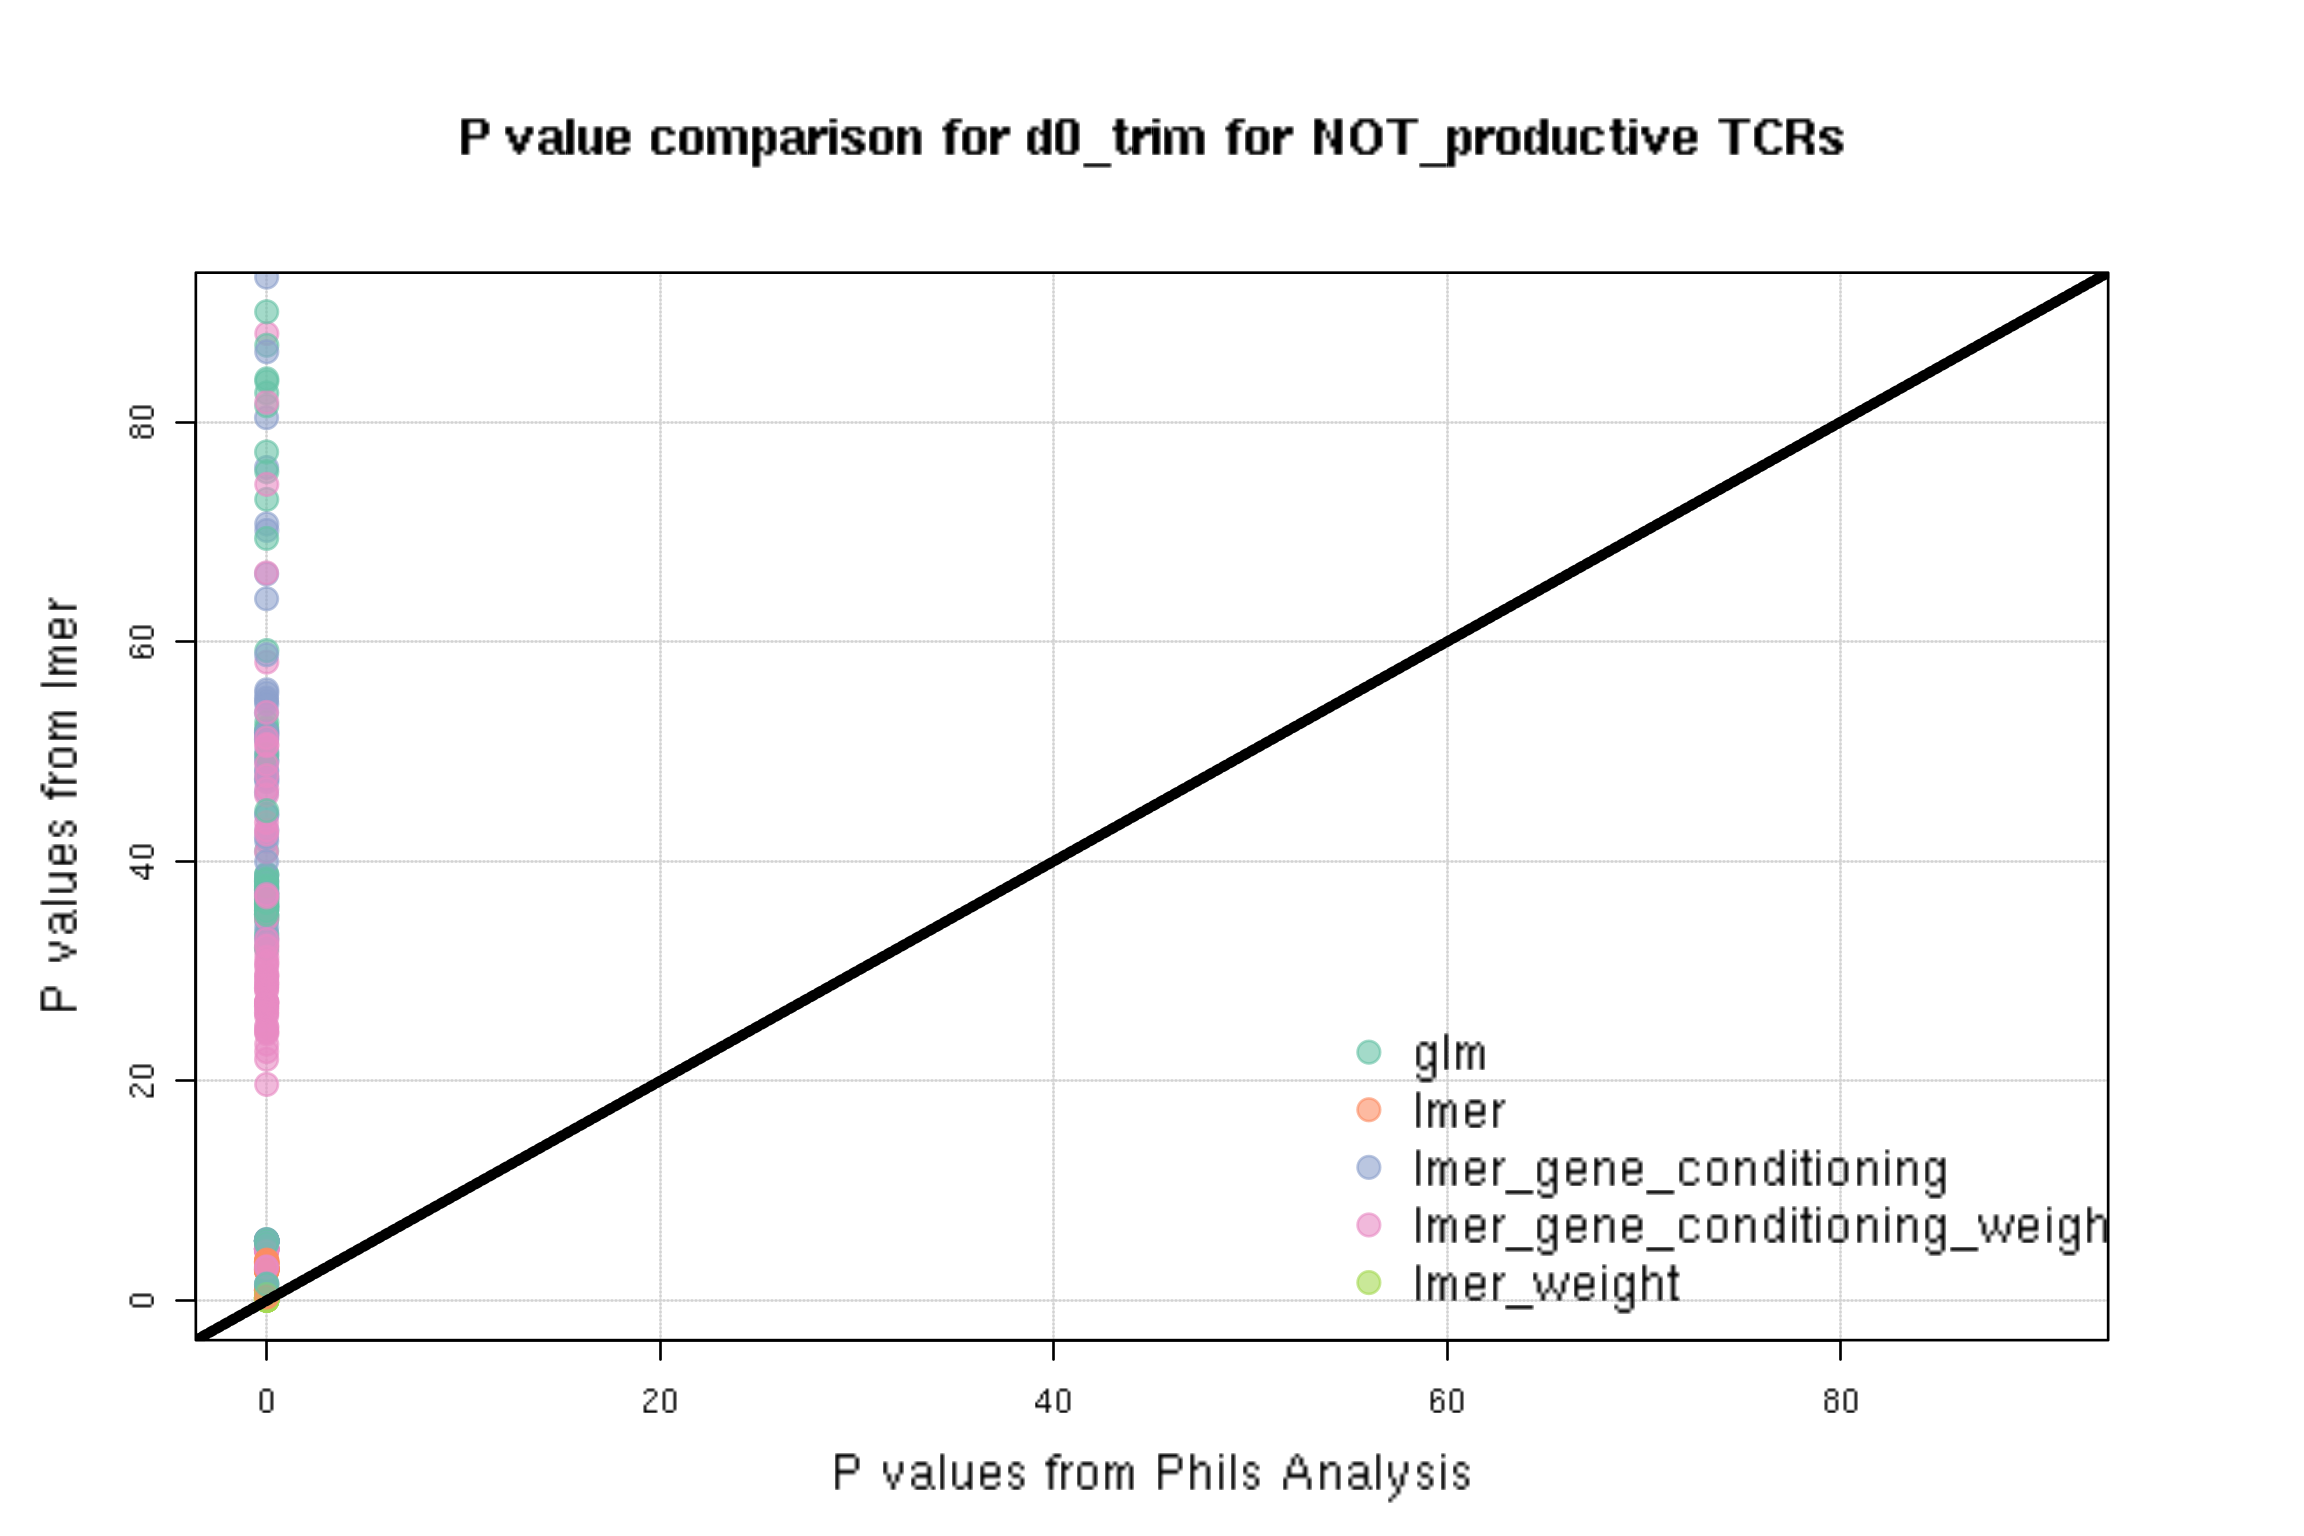 P value comparison for d0_trim for NOT_productive TCRs
P values from lmer
80
60
40
20
0
glm
lmer
lmer_gene_conditioning
lmer_gene_conditioning_weigh
lmer_weight
0 20 40 60 80
P values from Phils Analysis